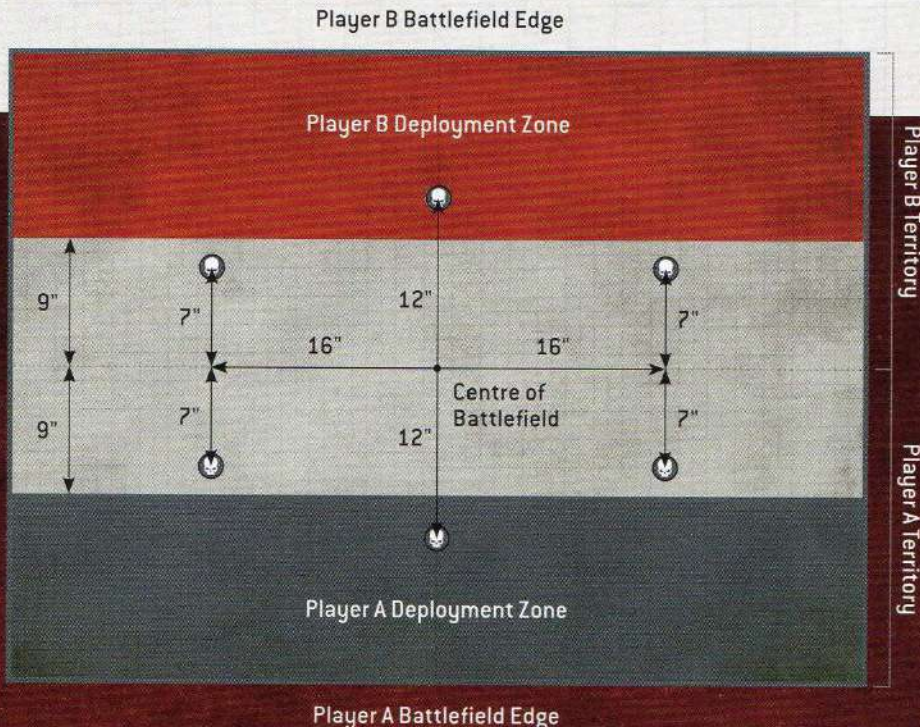 Player B Battlefield Edge
Player B Deployment Zone
Player B Territory
9"
7"
12"
7"
16"
16"
Centre of
Battlefield
9"
7"
12"
7"
Player A Territory
Player A Deployment Zone
Player A Battlefield Edge